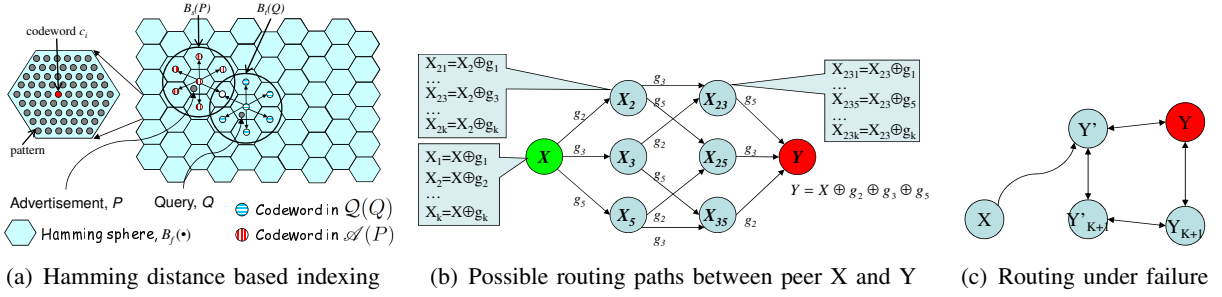 B_s(P)
B_t(Q)
codeword c_i
pattern
Advertisement, P
Query, Q
Hamming sphere, B_f(•)
Codeword in 𝒬(Q)
Codeword in 𝒜(P)
(a) Hamming distance based indexing
X_21=X_2⊕g_1
...
X_23=X_2⊕g_3
...
X_2k=X_2⊕g_k
X_1=X⊕g_1
X_2=X⊕g_2
...
X_k=X⊕g_k
X
g_2
g_3
g_5
X_2
X_3
X_5
g_3
g_5
g_2
g_5
g_2
g_3
X_23
X_25
X_35
g_5
g_3
g_2
Y
X_231=X_23⊕g_1
...
X_235=X_23⊕g_5
...
X_23k=X_23⊕g_k
Y = X ⊕ g_2 ⊕ g_3 ⊕ g_5
(b) Possible routing paths between peer X and Y
Y'
Y
X
Y'_K+1
Y_K+1
(c) Routing under failure